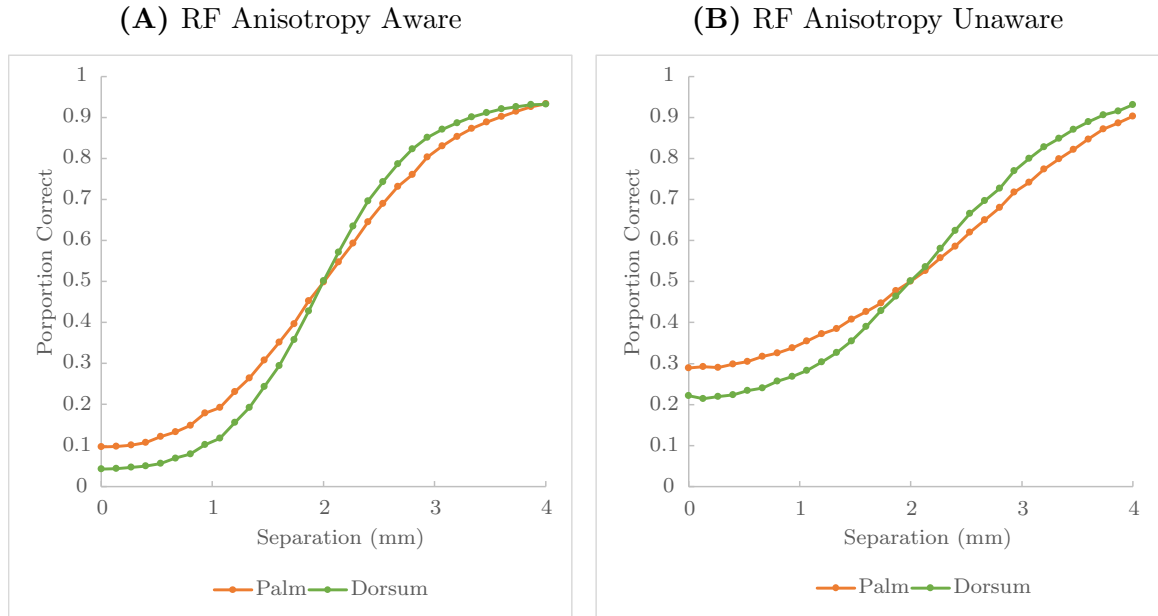 (A) RF Anisotropy Aware
(B) RF Anisotropy Unaware
1
0.9
0.8
0.7
0.6
0.5
0.4
0.3
0.2
0.1
0
Porportion Correct
0 1 2 3 4
Separation (mm)
Palm Dorsum
1
0.9
0.8
0.7
0.6
0.5
0.4
0.3
0.2
0.1
0
Porportion Correct
0 1 2 3 4
Separation (mm)
Palm Dorsum